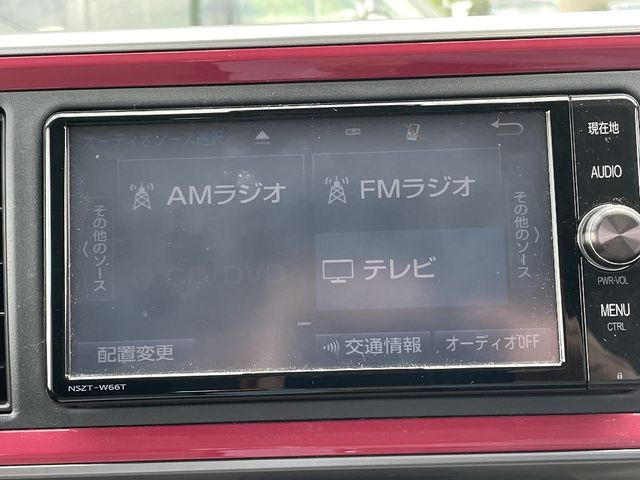 オーディオソース選択
現在地
AMラジオ
FMラジオ
AUDIO
その他のソース
その他のソース
CD/DVD
テレビ
PWR·VOL
MENU
CTRL
配置変更
交通情報
オーディオOFF
NSZT-W66T